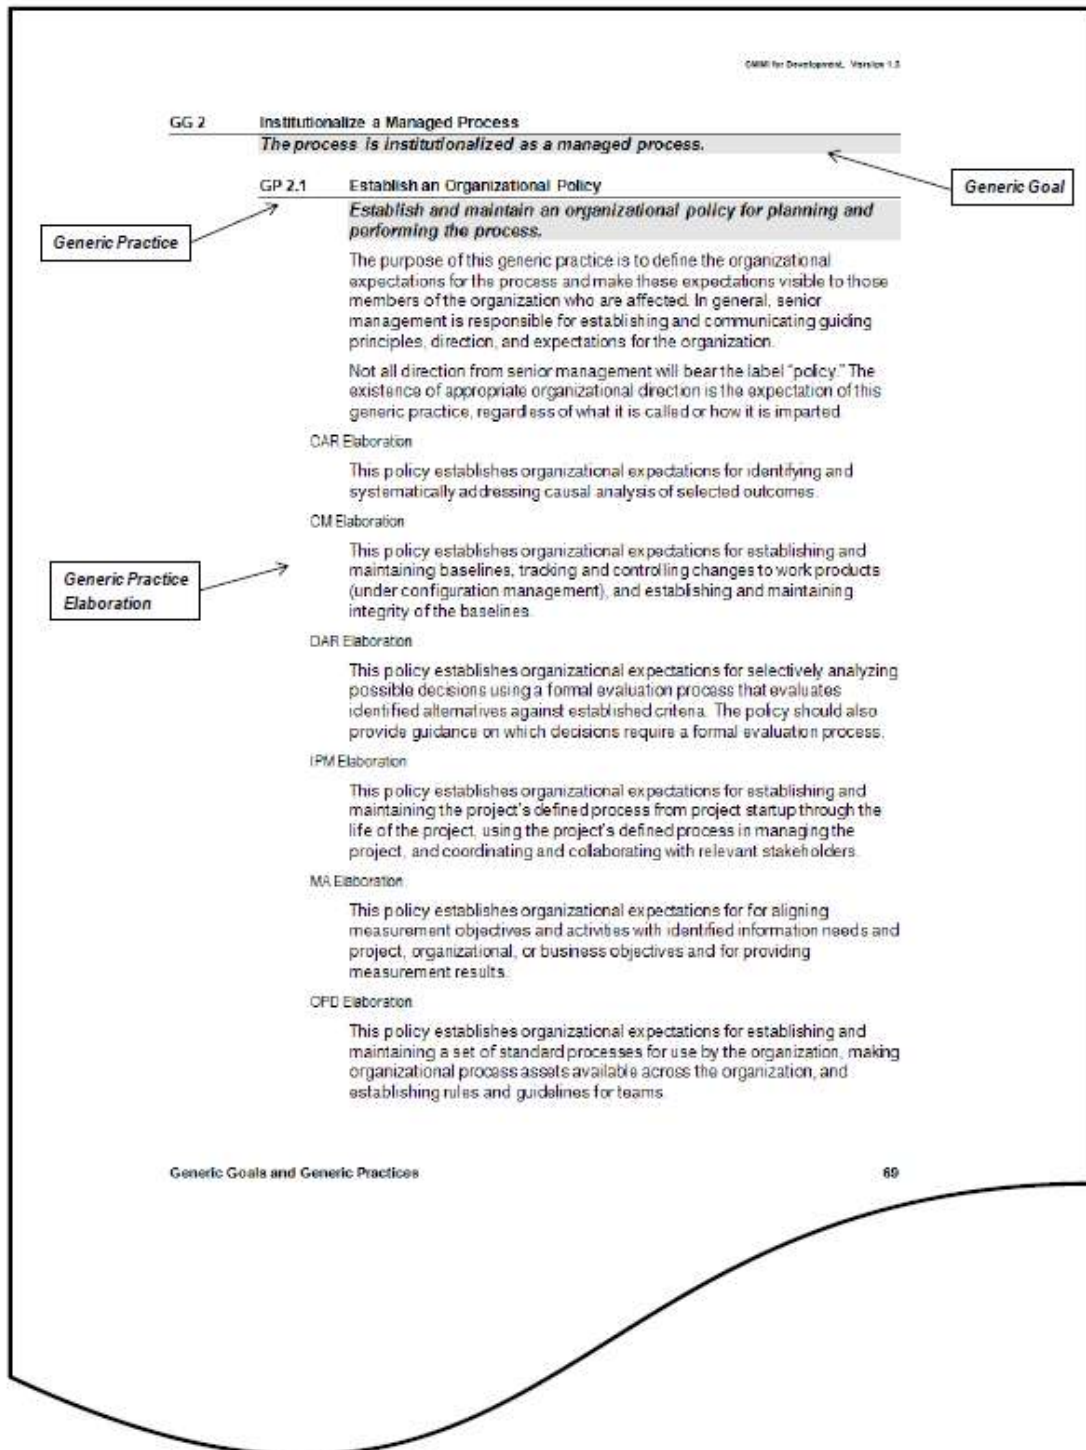 CMMI for Development, Version 1.3
GG 2 Institutionalize a Managed Process
The process is institutionalized as a managed process.
Generic Goal
GP 2.1 Establish an Organizational Policy
Generic Practice
Establish and maintain an organizational policy for planning and
performing the process.
The purpose of this generic practice is to define the organizational
expectations for the process and make these expectations visible to those
members of the organization who are affected. In general, senior
management is responsible for establishing and communicating guiding
principles, direction, and expectations for the organization.
Not all direction from senior management will bear the label “policy.” The
existence of appropriate organizational direction is the expectation of this
generic practice, regardless of what it is called or how it is imparted.
CAR Elaboration
This policy establishes organizational expectations for identifying and
systematically addressing causal analysis of selected outcomes.
CM Elaboration
Generic Practice
Elaboration
This policy establishes organizational expectations for establishing and
maintaining baselines, tracking and controlling changes to work products
(under configuration management), and establishing and maintaining
integrity of the baselines.
DAR Elaboration
This policy establishes organizational expectations for selectively analyzing
possible decisions using a formal evaluation process that evaluates
identified alternatives against established criteria. The policy should also
provide guidance on which decisions require a formal evaluation process.
IPM Elaboration
This policy establishes organizational expectations for establishing and
maintaining the project's defined process from project startup through the
life of the project, using the project's defined process in managing the
project, and coordinating and collaborating with relevant stakeholders.
MA Elaboration
This policy establishes organizational expectations for for aligning
measurement objectives and activities with identified information needs and
project, organizational, or business objectives and for providing
measurement results.
OPD Elaboration
This policy establishes organizational expectations for establishing and
maintaining a set of standard processes for use by the organization, making
organizational process assets available across the organization, and
establishing rules and guidelines for teams.
Generic Goals and Generic Practices 69